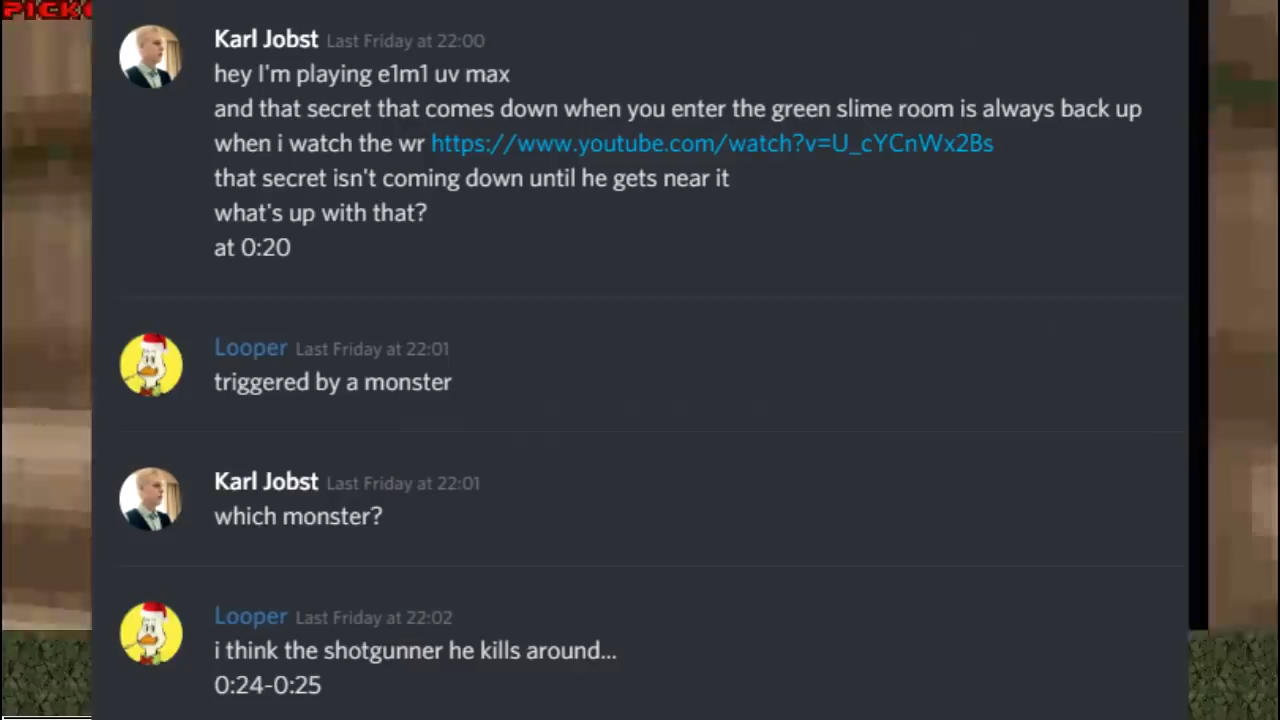 PICK
Karl Jobst Last Friday at 22:00
hey I'm playing e1m1 uv max
and that secret that comes down when you enter the green slime room is always back up
when i watch the wr https://www.youtube.com/watch?v=U_cYCnWx2Bs
that secret isn't coming down until he gets near it
what's up with that?
at 0:20
Looper Last Friday at 22:01
triggered by a monster
Karl Jobst Last Friday at 22:01
which monster?
Looper Last Friday at 22:02
i think the shotgunner he kills around...
0:24-0:25